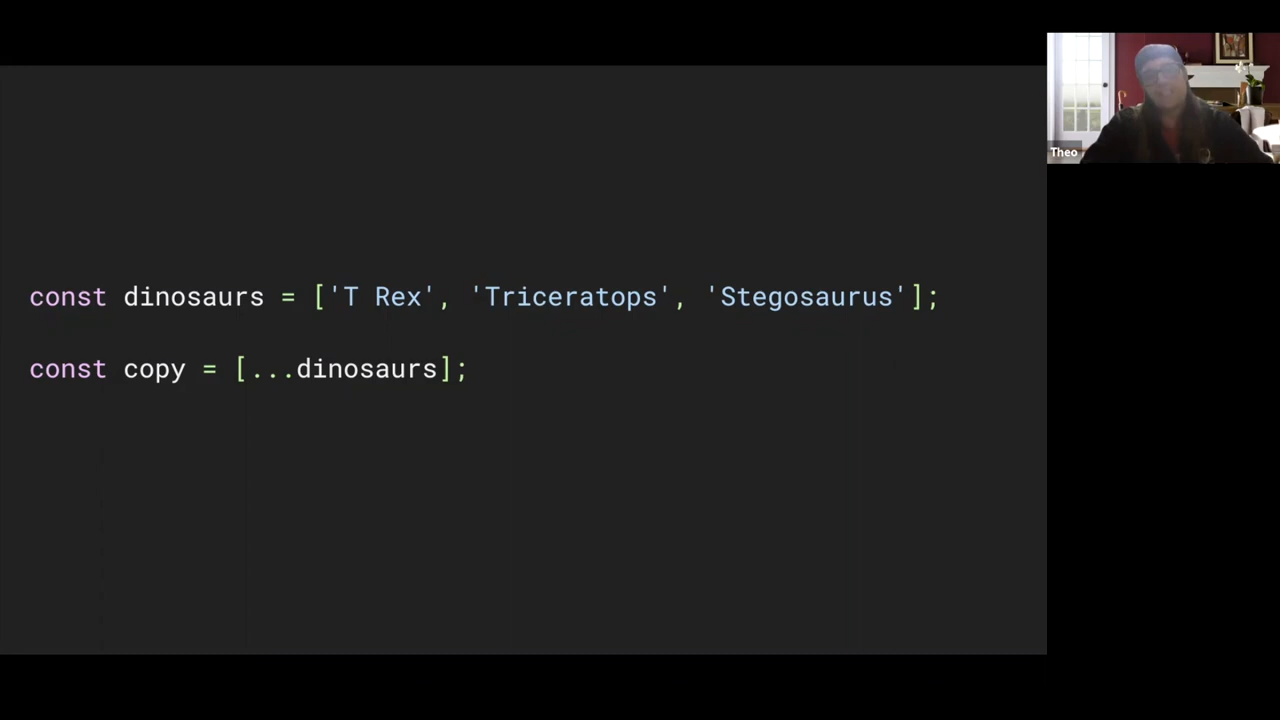 const dinosaurs = ['T Rex', 'Triceratops', 'Stegosaurus'];
const copy = [...dinosaurs];
Theo